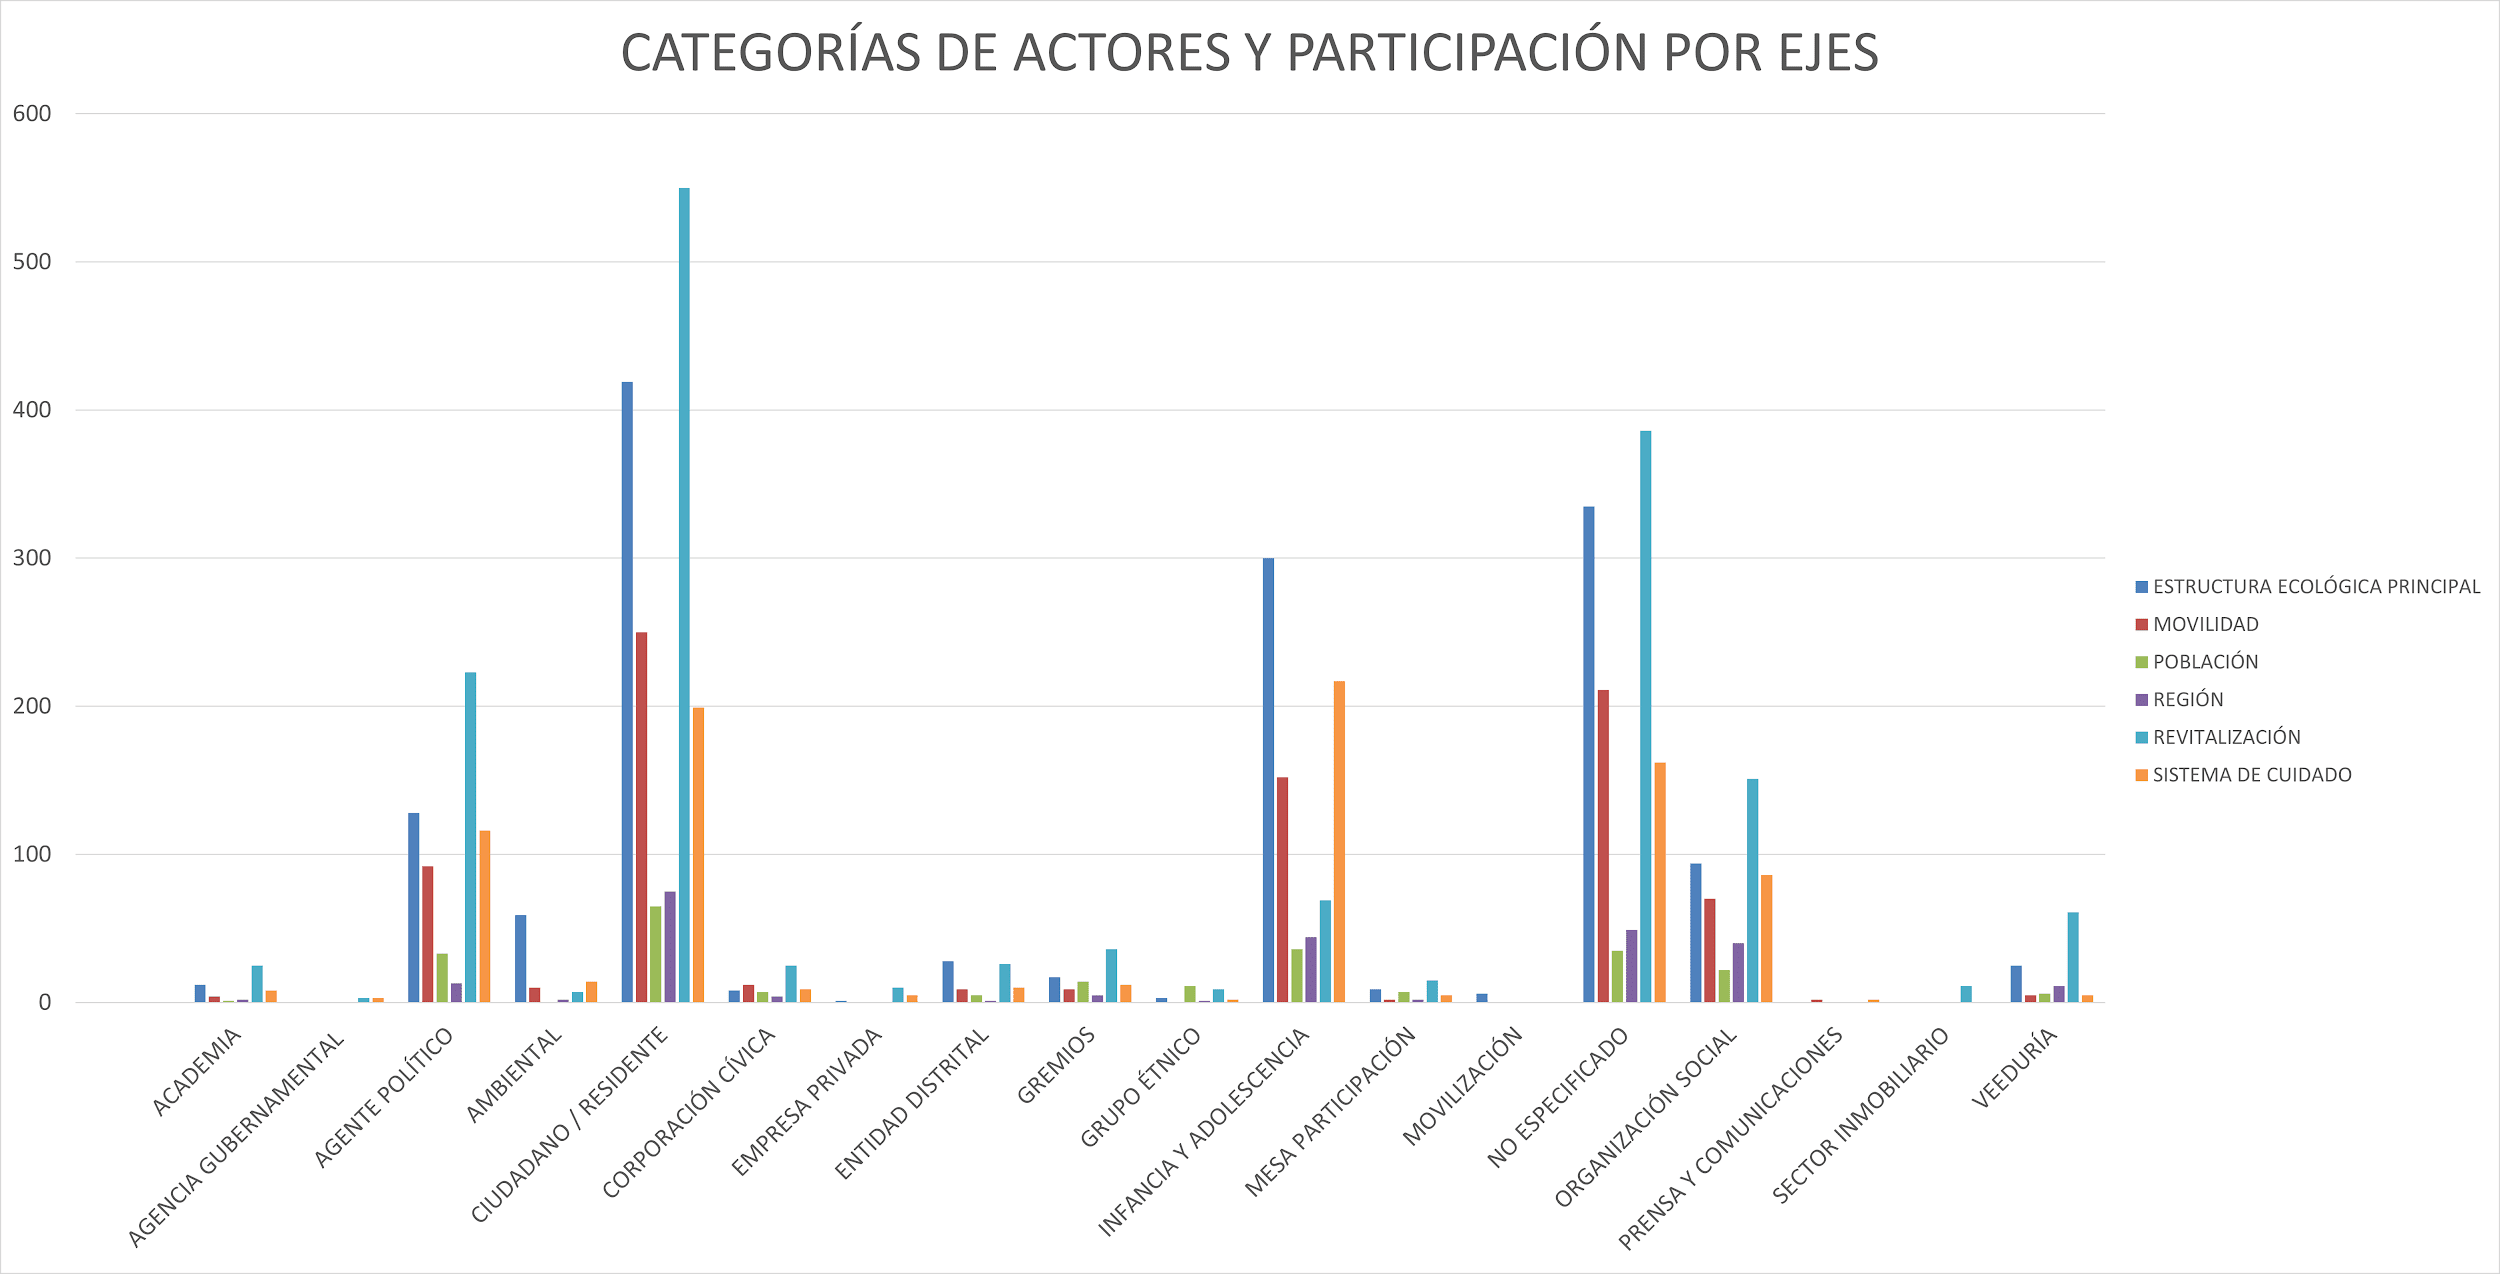 CATEGORÍAS DE ACTORES Y PARTICIPACIÓN POR EJES
600
500
400
300
200
100
0
ACADEMIA
AGENCIA GUBERNAMENTAL
AGENTE POLÍTICO
AMBIENTAL
CIUDADANO / RESIDENTE
CORPORACIÓN CÍVICA
EMPRESA PRIVADA
ENTIDAD DISTRITAL
GREMIOS
GRUPO ÉTNICO
INFANCIA Y ADOLESCENCIA
MESA PARTICIPACIÓN
MOVILIZACIÓN
NO ESPECIFICADO
ORGANIZACIÓN SOCIAL
PRENSA Y COMUNICACIONES
SECTOR INMOBILIARIO
VEEDURÍA
ESTRUCTURA ECOLÓGICA PRINCIPAL
MOVILIDAD
POBLACIÓN
REGIÓN
REVITALIZACIÓN
SISTEMA DE CUIDADO